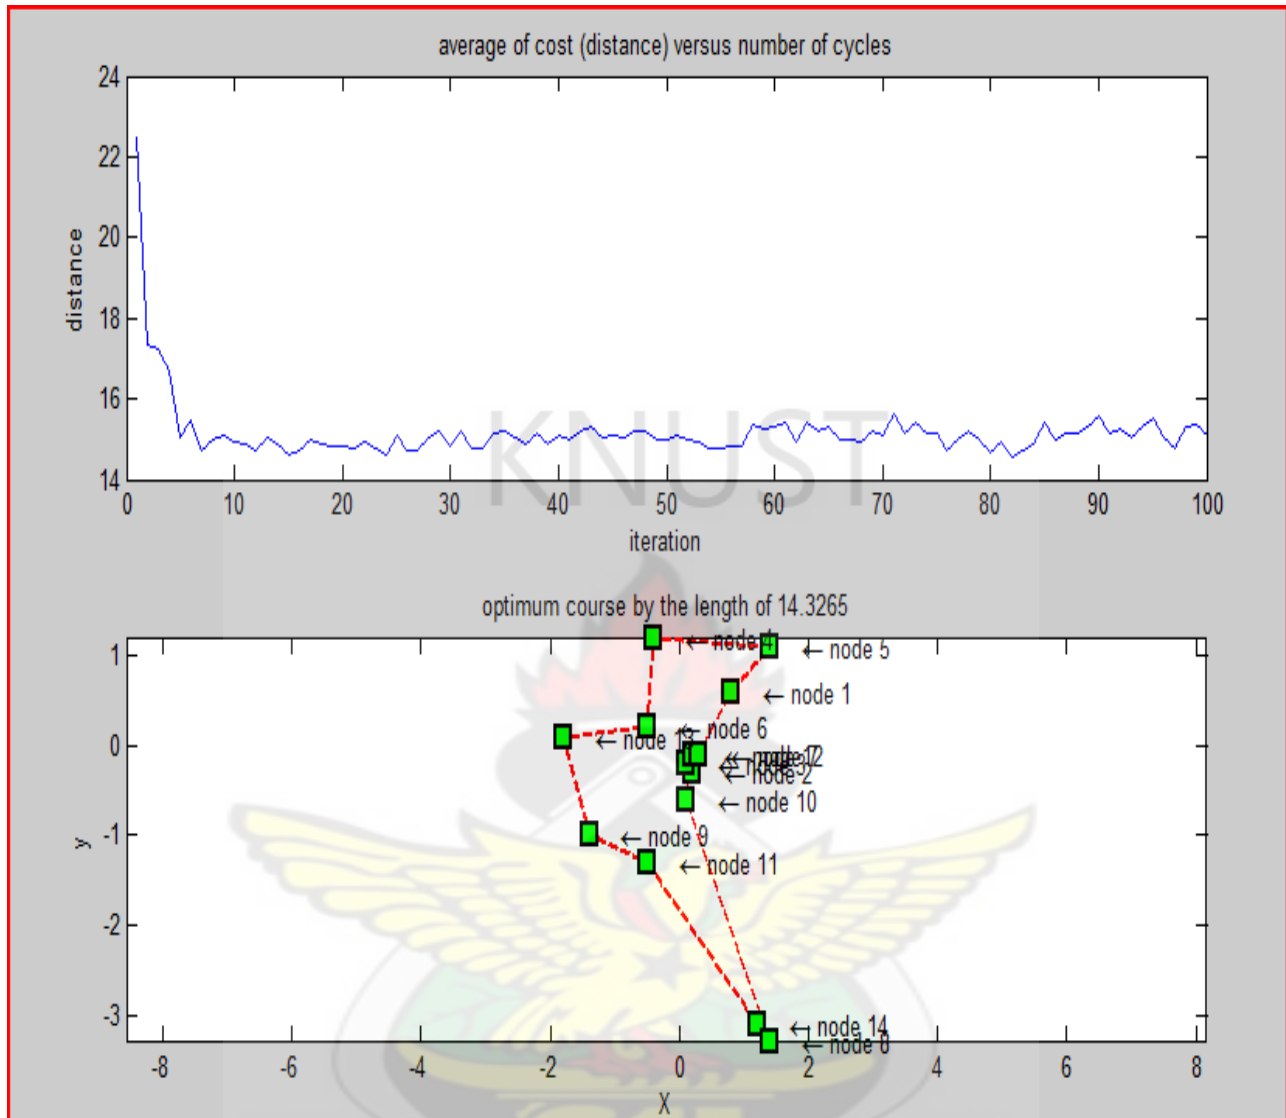 average of cost (distance) versus number of cycles
24
22
20
18
16
14
distance
0 10 20 30 40 50 60 70 80 90 100
iteration
KNUST
optimum course by the length of 14.3265
1
0
-1
-2
-3
y
← node 4
← node 5
← node 1
← node 6
← node 2
← node 10
← node 9
← node 11
← node 14
-8 -6 -4 -2 0 2 4 6 8
X